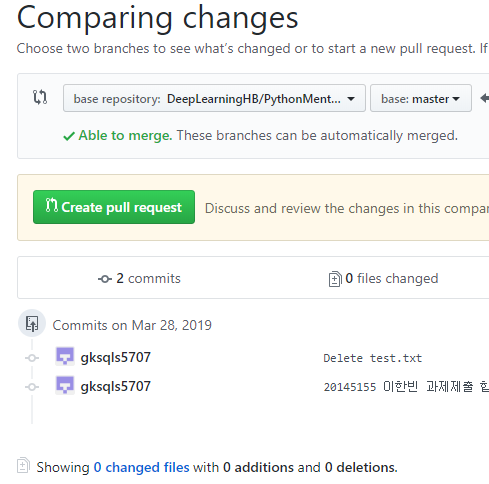 Comparing changes
Choose two branches to see what's changed or to start a new pull request. If
base repository: DeepLearningHB/PythonMent... base: master
Able to merge. These branches can be automatically merged.
Create pull request Discuss and review the changes in this compar
2 commits 0 files changed
Commits on Mar 28, 2019
gksqls5707 Delete test.txt
gksqls5707 20145155 이한빈 과제제출
Showing 0 changed files with 0 additions and 0 deletions.